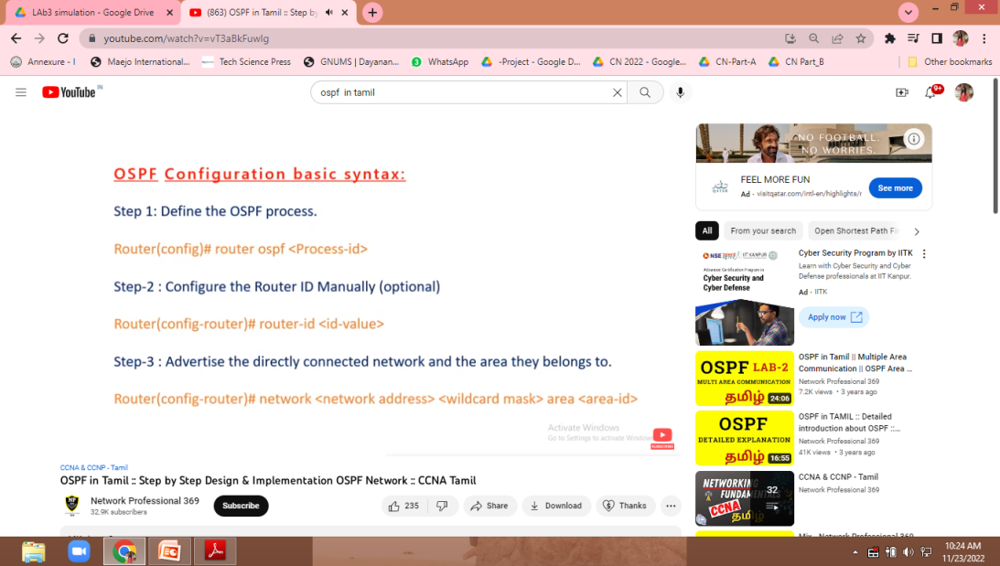 LAb3 simulation - Google Drive
(863) OSPF in Tamil :: Step by
youtube.com/watch?v=vT3aBkFuwIg
Annexure - I
Maejo International...
Tech Science Press
GNUMS | Dayanan...
WhatsApp
-Project - Google D...
CN 2022 - Google...
CN-Part-A
CN Part_B
Other bookmarks
YouTube IN
ospf in tamil
9+
OSPF Configuration basic syntax:
Step 1: Define the OSPF process.
Router(config)# router ospf <Process-id>
Step-2 : Configure the Router ID Manually (optional)
Router(config-router)# router-id <id-value>
Step-3 : Advertise the directly connected network and the area they belongs to.
Router(config-router)# network <network address> <wildcard mask> area <area-id>
Activate Windows
Go to Settings to activate Windows
SUBSCRIBE
CCNA & CCNP - Tamil
OSPF in Tamil :: Step by Step Design & Implementation OSPF Network :: CCNA Tamil
Network Professional 369
32.9K subscribers
Subscribe
235
Share
Download
Thanks
NO FOOTBALL.
NO WORRIES.
FEEL MORE FUN
Ad · visitqatar.com/intl-en/highlights/r
See more
All
From your search
Open Shortest Path Fi
NSE
IIT KANPUR
Advanced Certification Program in
Cyber Security and
Cyber Defense
Cyber Security Program by IITK
Learn with Cyber Security and Cyber
Defense professionals at IIT Kanpur.
Ad · IITK
Apply now
OSPF LAB-2
MULTI AREA COMMUNICATION
தமிழ்
24:06
OSPF in Tamil || Multiple Area
Communication || OSPF Area ...
Network Professional 369
7.2K views · 3 years ago
OSPF
DETAILED EXPLANATION
தமிழ்
16:55
OSPF in TAMIL :: Detailed
introduction about OSPF ::...
Network Professional 369
41K views · 3 years ago
NETWORKING
FUNDAMENTALS
CCNA
தமிழ்
32
CCNA & CCNP - Tamil
Network Professional 369
Mix - Network Professional 369
10:24 AM
11/23/2022